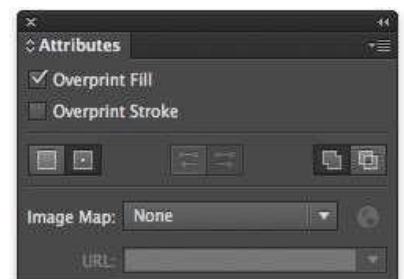 Attributes
Overprint Fill
Overprint Stroke
Image Map: None
URL: